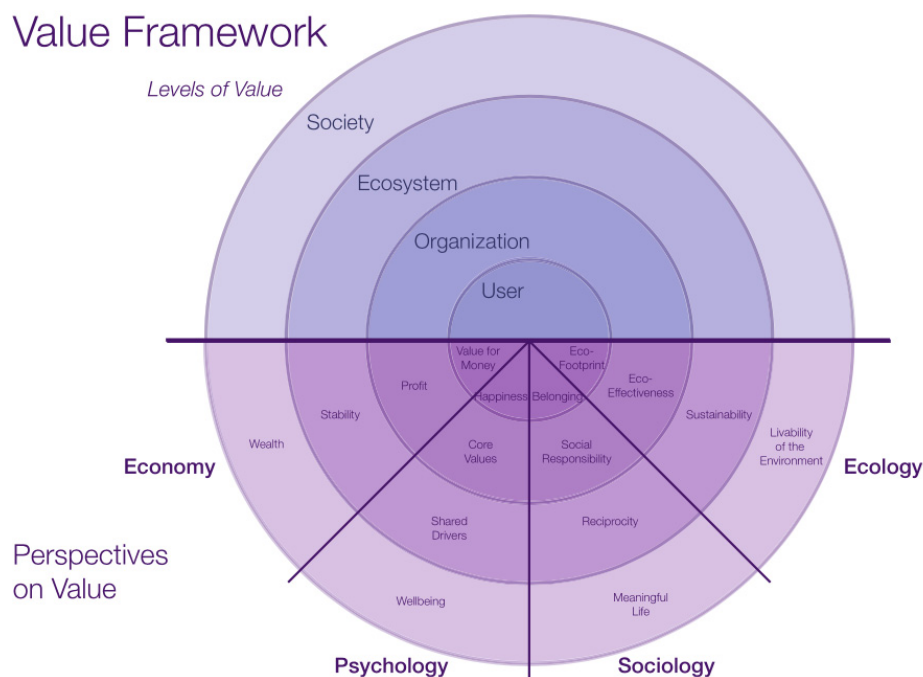 Value Framework
Levels of Value
Society
Ecosystem
Organization
User
Value for
Money
Eco-
Footprint
Happiness
Belonging
Profit
Eco-
Effectiveness
Stability
Sustainability
Wealth
Core
Values
Social
Responsibility
Livability
of the
Environment
Economy
Ecology
Shared
Drivers
Reciprocity
Perspectives
on Value
Wellbeing
Meaningful
Life
Psychology
Sociology